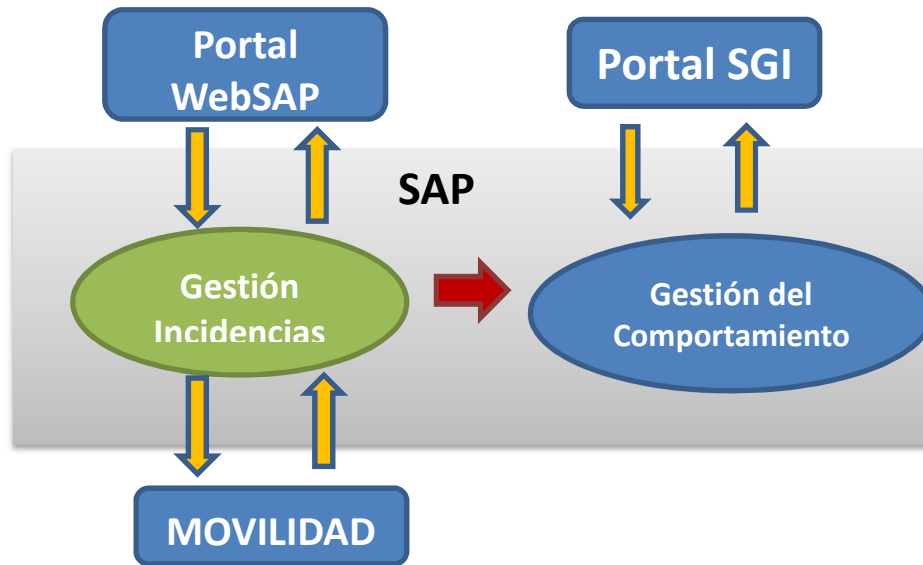 Portal
WebSAP
Portal SGI
SAP
Gestión
Incidencias
Gestión del
Comportamiento
MOVILIDAD